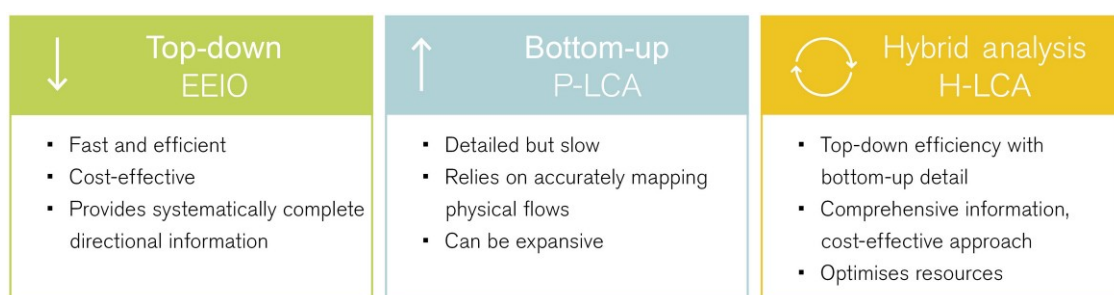 Top-down
EEIO
▪ Fast and efficient
▪ Cost-effective
▪ Provides systematically complete
directional information
Bottom-up
P-LCA
▪ Detailed but slow
▪ Relies on accurately mapping
physical flows
▪ Can be expansive
Hybrid analysis
H-LCA
▪ Top-down efficiency with
bottom-up detail
▪ Comprehensive information,
cost-effective approach
▪ Optimises resources